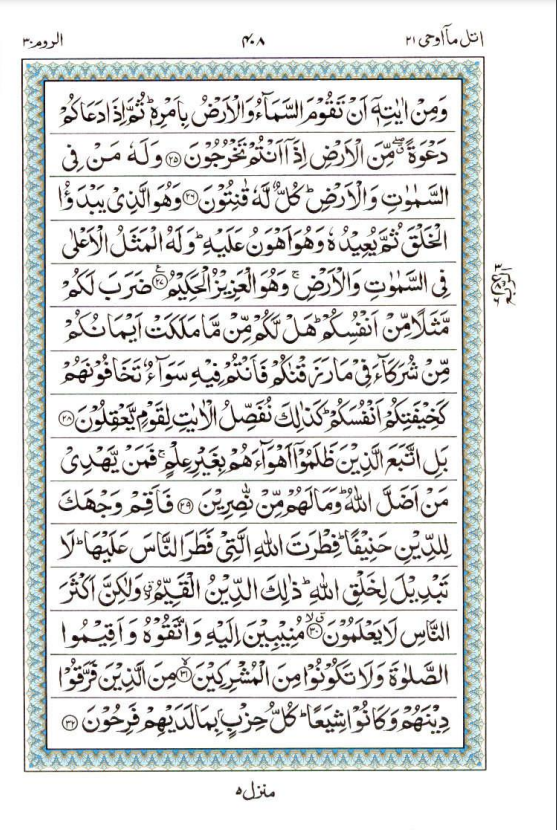 اتل مآ اوحی ۲۱
۴۰۸
الروم ۳۰
وَمِنْ اٰيٰتِهٖٓ اَنْ تَقُوْمَ السَّمَآءُ وَالْاَرْضُ بِاَمْرِهٖ ؕ ثُمَّ اِذَا دَعَاكُمْ
دَعْوَةً ۖ مِّنَ الْاَرْضِ اِذَآ اَنْتُمْ تَخْرُجُوْنَ ﴿۲۵﴾ وَلَهٗ مَنْ فِى
السَّمٰوٰتِ وَالْاَرْضِ ؕ كُلٌّ لَّهٗ قٰنِتُوْنَ ﴿۲۶﴾ وَهُوَ الَّذِىْ يَبْدَؤُا
الْخَلْقَ ثُمَّ يُعِيْدُهٗ وَهُوَ اَهْوَنُ عَلَيْهِ ؕ وَلَهُ الْمَثَلُ الْاَعْلٰى
فِى السَّمٰوٰتِ وَالْاَرْضِ ۚ وَهُوَ الْعَزِيْزُ الْحَكِيْمُ ﴿۲۷﴾ ضَرَبَ لَكُمْ
مَّثَلًا مِّنْ اَنْفُسِكُمْ ؕ هَلْ لَّكُمْ مِّنْ مَّا مَلَكَتْ اَيْمَانُكُمْ
مِّنْ شُرَكَآءَ فِىْ مَا رَزَقْنٰكُمْ فَاَنْتُمْ فِيْهِ سَوَآءٌ تَخَافُوْنَهُمْ
كَخِيْفَتِكُمْ اَنْفُسَكُمْ ؕ كَذٰلِكَ نُفَصِّلُ الْاٰيٰتِ لِقَوْمٍ يَّعْقِلُوْنَ ﴿۲۸﴾
بَلِ اتَّبَعَ الَّذِيْنَ ظَلَمُوْۤا اَهْوَآءَهُمْ بِغَيْرِ عِلْمٍ ۚ فَمَنْ يَّهْدِىْ
مَنْ اَضَلَّ اللّٰهُ ؕ وَمَا لَهُمْ مِّنْ نّٰصِرِيْنَ ﴿۲۹﴾ فَاَقِمْ وَجْهَكَ
لِلدِّيْنِ حَنِيْفًا ؕ فِطْرَتَ اللّٰهِ الَّتِىْ فَطَرَ النَّاسَ عَلَيْهَا ؕ لَا
تَبْدِيْلَ لِخَلْقِ اللّٰهِ ؕ ذٰلِكَ الدِّيْنُ الْقَيِّمُ ۙ وَلٰكِنَّ اَكْثَرَ
النَّاسِ لَا يَعْلَمُوْنَ ﴿۳۰﴾ مُنِيْبِيْنَ اِلَيْهِ وَاتَّقُوْهُ وَاَقِيْمُوا
الصَّلٰوةَ وَلَا تَكُوْنُوْا مِنَ الْمُشْرِكِيْنَ ﴿۳۱﴾ مِنَ الَّذِيْنَ فَرَّقُوْا
دِيْنَهُمْ وَكَانُوْا شِيَعًا ؕ كُلُّ حِزْبٍۭ بِمَا لَدَيْهِمْ فَرِحُوْنَ ﴿۳۲﴾
منزل ۵